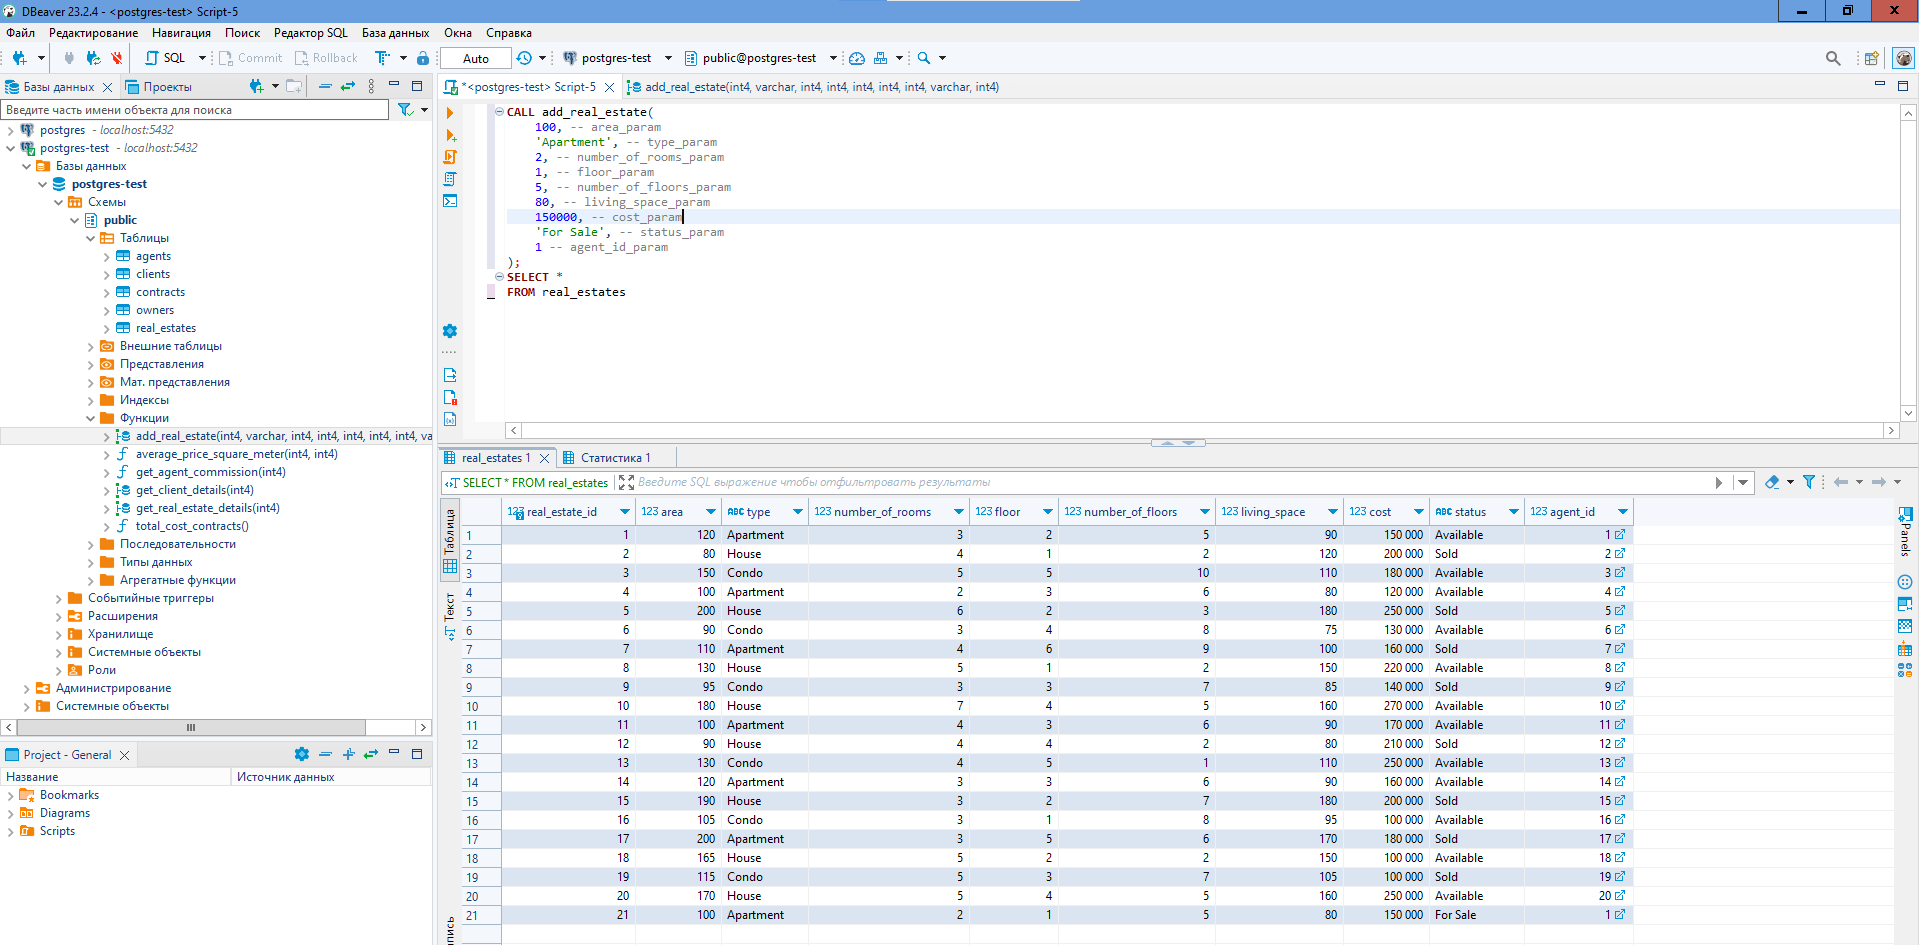 DBeaver 23.2.4 - <postgres-test> Script-5
Файл Редактирование Навигация Поиск Редактор SQL База данных Окна Справка
SQL Commit Rollback Auto postgres-test public@postgres-test
Базы данных Проекты
Введите часть имени объекта для поиска
postgres - localhost:5432
postgres-test - localhost:5432
Базы данных
postgres-test
Схемы
public
Таблицы
agents
clients
contracts
owners
real_estates
Внешние таблицы
Представления
Мат. представления
Индексы
Функции
add_real_estate(int4, varchar, int4, int4, int4, int4, int4, va
average_price_square_meter(int4, int4)
get_agent_commission(int4)
get_client_details(int4)
get_real_estate_details(int4)
total_cost_contracts()
Последовательности
Типы данных
Агрегатные функции
Событийные триггеры
Расширения
Хранилище
Системные объекты
Роли
Администрирование
Системные объекты
Project - General
Название Источник данных
Bookmarks
Diagrams
Scripts
*<postgres-test> Script-5 add_real_estate(int4, varchar, int4, int4, int4, int4, int4, varchar, int4)
CALL add_real_estate(
100, -- area_param
'Apartment', -- type_param
2, -- number_of_rooms_param
1, -- floor_param
5, -- number_of_floors_param
80, -- living_space_param
150000, -- cost_param
'For Sale', -- status_param
1 -- agent_id_param
);
SELECT *
FROM real_estates
real_estates 1 Статистика 1
SELECT * FROM real_estates Введите SQL выражение чтобы отфильтровать результаты
Таблица
Текст
апись
Panels
123 real_estate_id 123 area ABC type 123 number_of_rooms 123 floor 123 number_of_floors 123 living_space 123 cost ABC status 123 agent_id
1 1 120 Apartment 3 2 5 90 150 000 Available 1
2 2 80 House 4 1 2 120 200 000 Sold 2
3 3 150 Condo 5 5 10 110 180 000 Available 3
4 4 100 Apartment 2 3 6 80 120 000 Available 4
5 5 200 House 6 2 3 180 250 000 Sold 5
6 6 90 Condo 3 4 8 75 130 000 Available 6
7 7 110 Apartment 4 6 9 100 160 000 Sold 7
8 8 130 House 5 1 2 150 220 000 Available 8
9 9 95 Condo 3 3 7 85 140 000 Sold 9
10 10 180 House 7 4 5 160 270 000 Available 10
11 11 100 Apartment 4 3 6 90 170 000 Available 11
12 12 90 House 4 4 2 80 210 000 Sold 12
13 13 130 Condo 4 5 1 110 250 000 Available 13
14 14 120 Apartment 3 3 6 90 160 000 Available 14
15 15 190 House 3 2 7 180 200 000 Sold 15
16 16 105 Condo 3 1 8 95 100 000 Available 16
17 17 200 Apartment 3 5 6 170 180 000 Sold 17
18 18 165 House 5 2 2 150 100 000 Available 18
19 19 115 Condo 5 3 7 105 100 000 Sold 19
20 20 170 House 5 4 5 160 250 000 Available 20
21 21 100 Apartment 2 1 5 80 150 000 For Sale 1